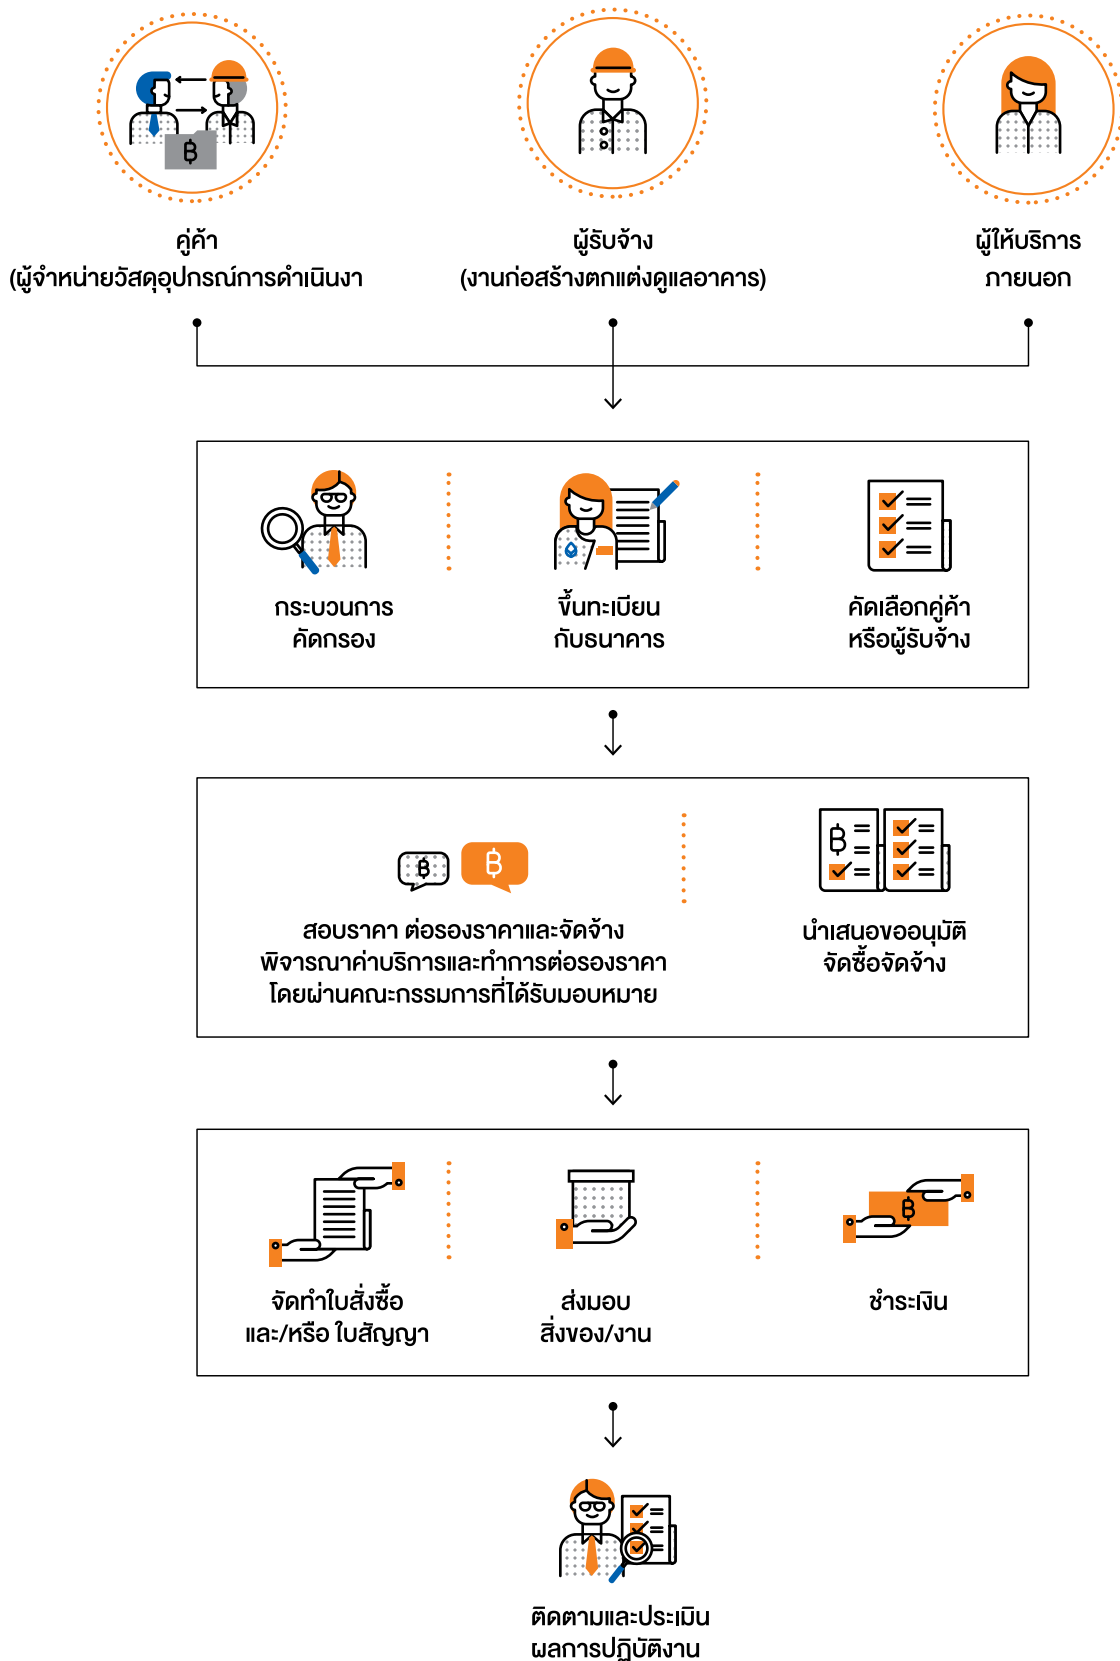 คู่ค้า
(ผู้จำหน่ายวัสดุอุปกรณ์การดำเนินงา
ผู้รับจ้าง
(งานก่อสร้างตกแต่งดูแลอาคาร)
ผู้ให้บริการ
ภายนอก
กระบวนการ
คัดกรอง
ขึ้นทะเบียน
กับธนาคาร
คัดเลือกคู่ค้า
หรือผู้รับจ้าง
สอบราคา ต่อรองราคาและจัดจ้าง
พิจารณาค่าบริการและทำการต่อรองราคา
โดยผ่านคณะกรรมการที่ได้รับมอบหมาย
นำเสนอขออนุมัติ
จัดซื้อจัดจ้าง
จัดทำใบสั่งซื้อ
และ/หรือ ใบสัญญา
ส่งมอบ
สิ่งของ/งาน
ชำระเงิน
ติดตามและประเมิน
ผลการปฏิบัติงาน